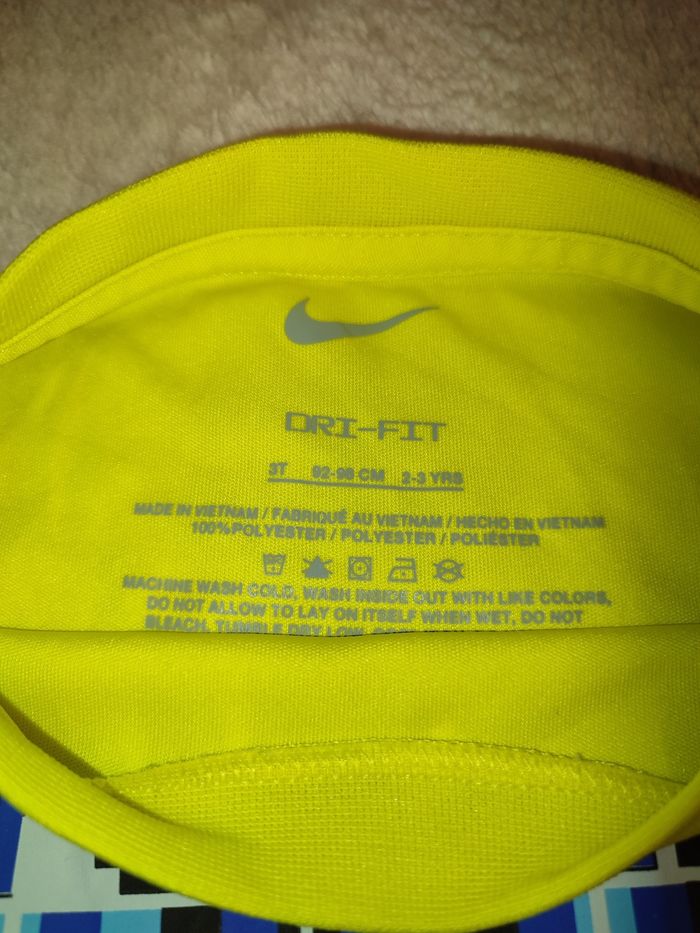 DRI-FIT
3T 92-98 CM 2-3 YRS
MADE IN VIETNAM / FABRIQUÉ AU VIETNAM / HECHO EN VIETNAM
100% POLYESTER / POLYESTER / POLIÉSTER
MACHINE WASH COLD, WASH INSIDE OUT WITH LIKE COLORS,
DO NOT ALLOW TO LAY ON ITSELF WHEN WET, DO NOT
BLEACH, TUMBLE DRY LOW,